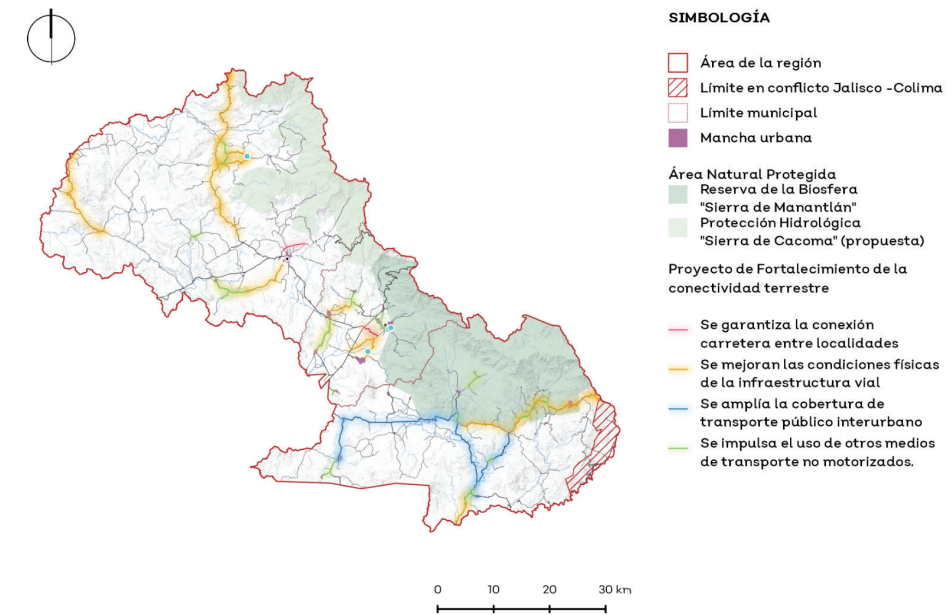 SIMBOLOGÍA
Área de la región
Límite en conflicto Jalisco -Colima
Límite municipal
Mancha urbana
Área Natural Protegida
Reserva de la Biosfera
"Sierra de Manantlán"
Protección Hidrológica
"Sierra de Cacoma" (propuesta)
Proyecto de Fortalecimiento de la
conectividad terrestre
Se garantiza la conexión
carretera entre localidades
Se mejoran las condiciones físicas
de la infraestructura vial
Se amplía la cobertura de
transporte público interurbano
Se impulsa el uso de otros medios
de transporte no motorizados.
0 10 20 30 km